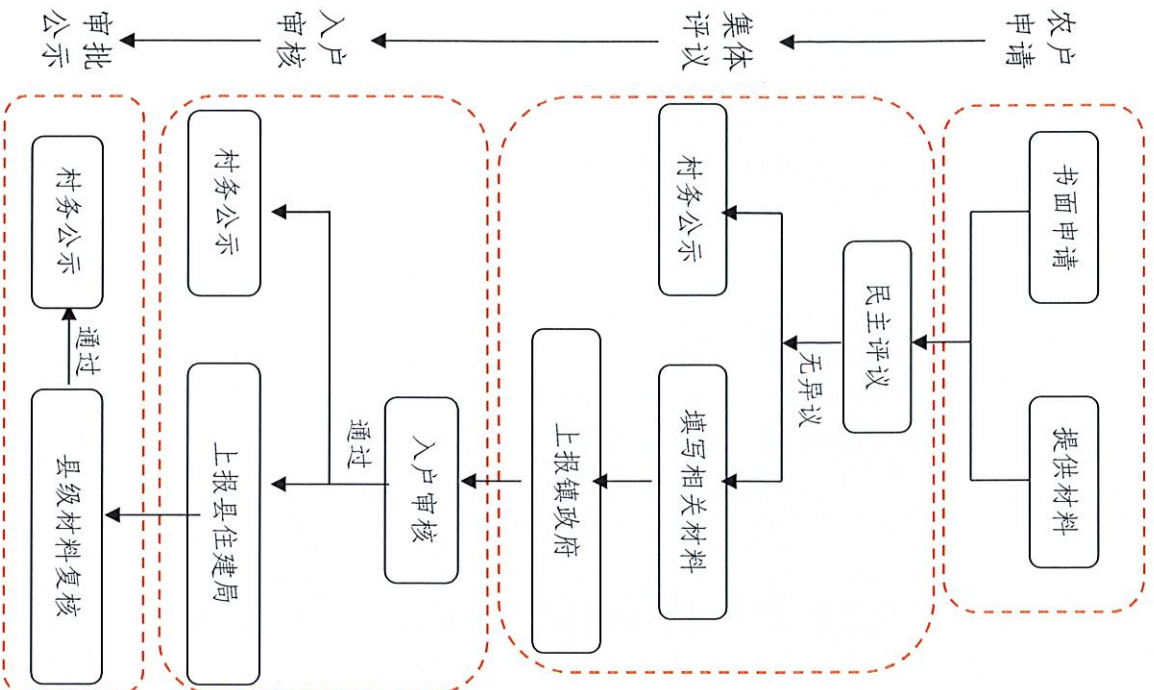 农户
申请
集体
评议
入户
审核
审批
公示
书面申请
提供材料
民主评议
无异议
村务公示
填写相关材料
上报镇政府
入户审核
通过
村务公示
上报县住建局
县级材料复核
通过
村务公示